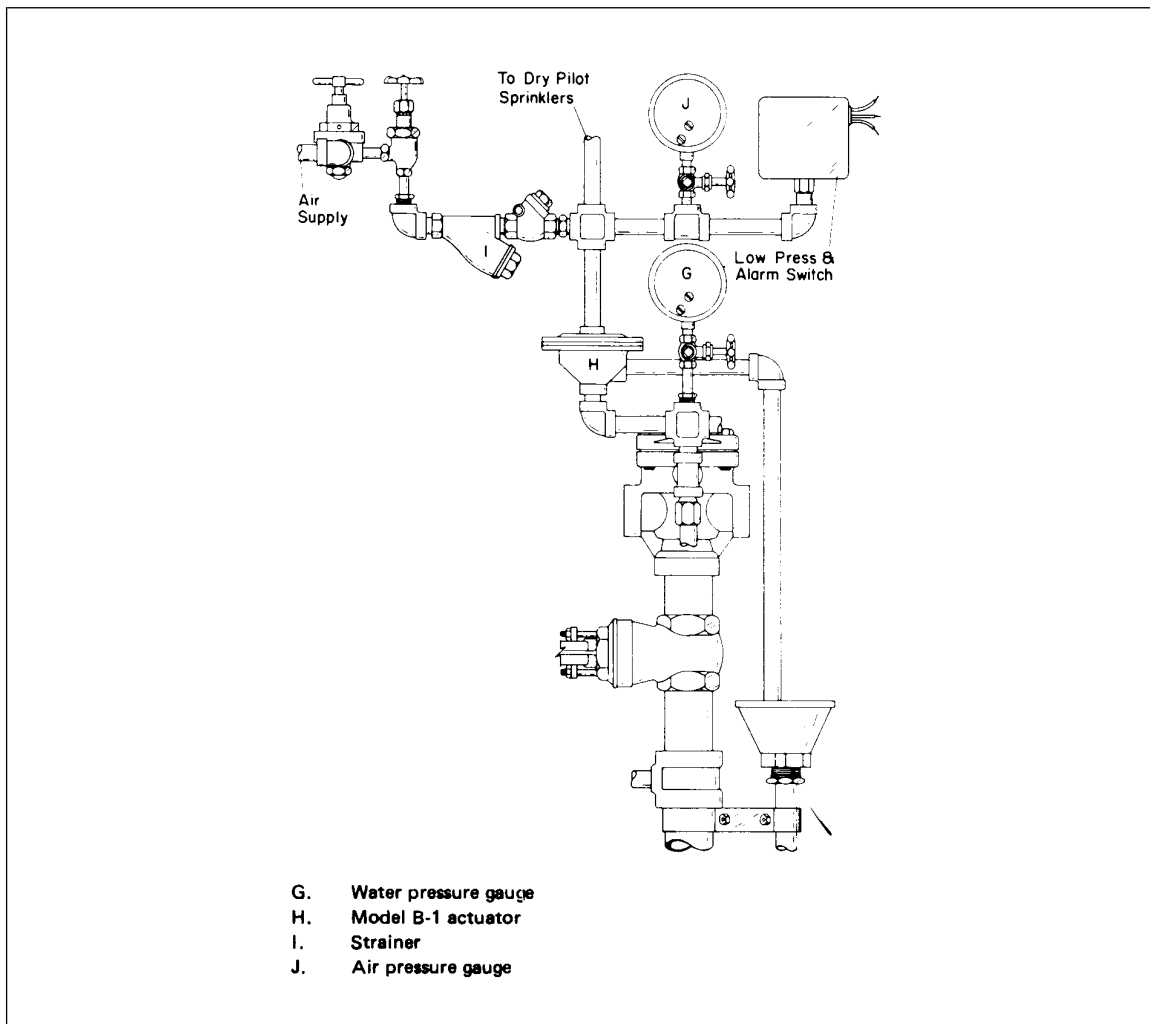 To Dry Pilot
Sprinklers
J
Air
Supply
I
Low Press &
Alarm Switch
G
H
G. Water pressure gauge
H. Model B-1 actuator
I. Strainer
J. Air pressure gauge